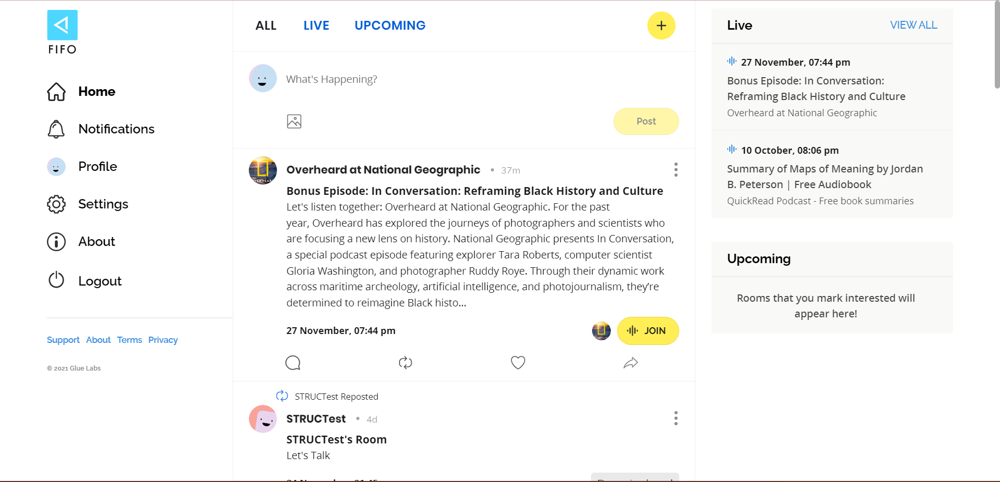 FIFO
Home
Notifications
Profile
Settings
About
Logout
Support About Terms Privacy
© 2021 Glue Labs
ALL LIVE UPCOMING
What's Happening?
Post
Overheard at National Geographic • 37m
Bonus Episode: In Conversation: Reframing Black History and Culture
Let's listen together: Overheard at National Geographic. For the past
year, Overheard has explored the journeys of photographers and scientists who
are focusing a new lens on history. National Geographic presents In Conversation,
a special podcast episode featuring explorer Tara Roberts, computer scientist
Gloria Washington, and photographer Ruddy Roye. Through their dynamic work
across maritime archeology, artificial intelligence, and photojournalism, they’re
determined to reimagine Black histo...
27 November, 07:44 pm
JOIN
STRUCTest Reposted
STRUCTest • 4d
STRUCTest's Room
Let's Talk
Live
VIEW ALL
27 November, 07:44 pm
Bonus Episode: In Conversation:
Reframing Black History and Culture
Overheard at National Geographic
10 October, 08:06 pm
Summary of Maps of Meaning by Jordan
B. Peterson | Free Audiobook
QuickRead Podcast - Free book summaries
Upcoming
Rooms that you mark interested will
appear here!